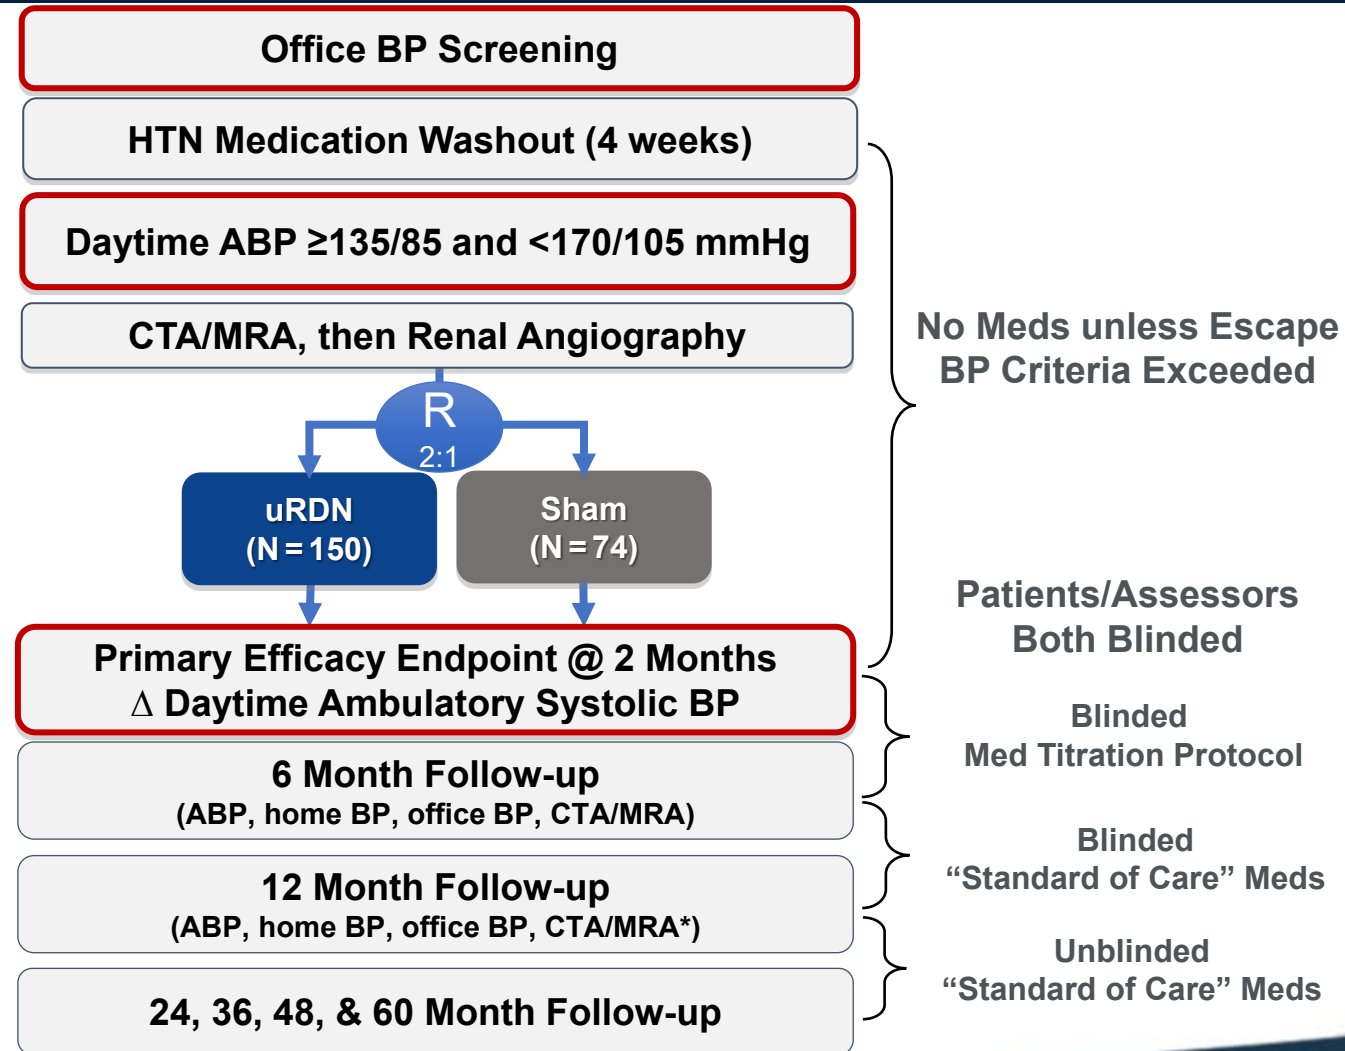 Office BP Screening
HTN Medication Washout (4 weeks)
Daytime ABP ≥135/85 and <170/105 mmHg
CTA/MRA, then Renal Angiography
No Meds unless Escape
BP Criteria Exceeded
R
2:1
uRDN
(N = 150)
Sham
(N = 74)
Patients/Assessors
Both Blinded
Primary Efficacy Endpoint @ 2 Months
Δ Daytime Ambulatory Systolic BP
Blinded
Med Titration Protocol
6 Month Follow-up
(ABP, home BP, office BP, CTA/MRA)
Blinded
“Standard of Care” Meds
12 Month Follow-up
(ABP, home BP, office BP, CTA/MRA*)
Unblinded
“Standard of Care” Meds
24, 36, 48, & 60 Month Follow-up